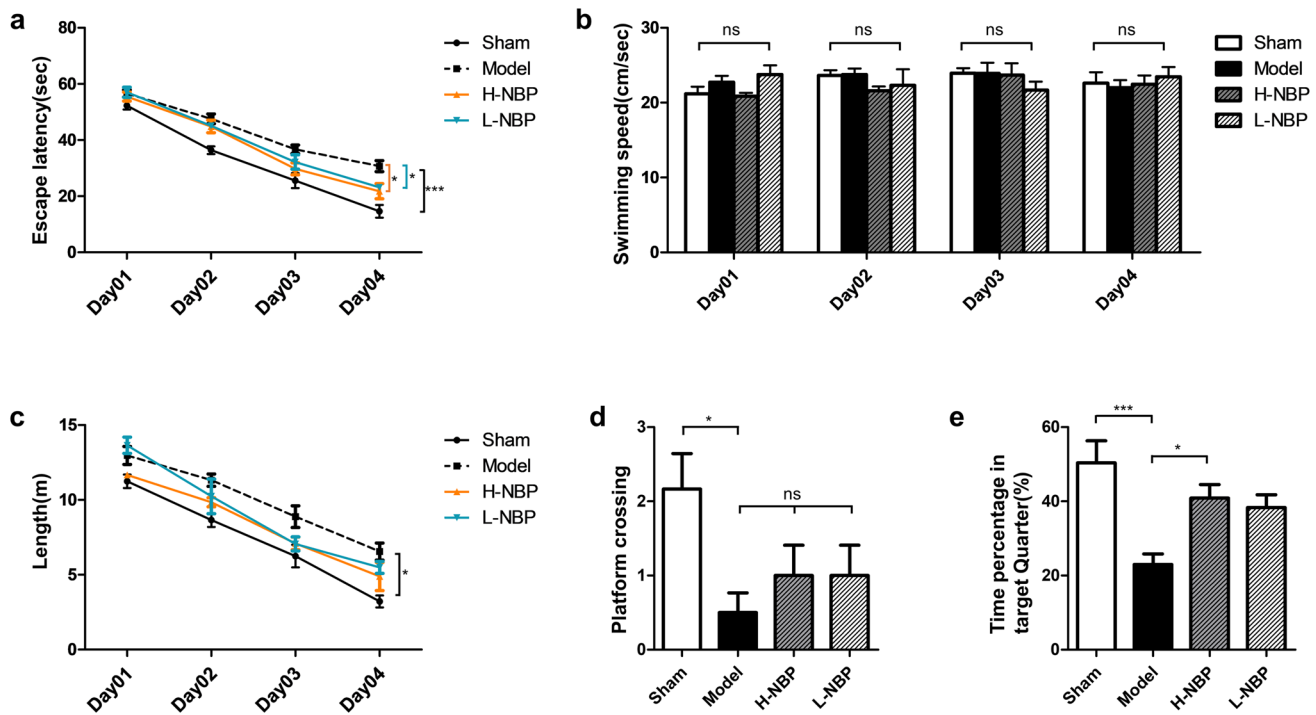 a
Escape latency(sec)
80
60
40
20
0
Day01
Day02
Day03
Day04
Sham
Model
H-NBP
L-NBP
*
*
***
b
Swimming speed(cm/sec)
30
20
10
0
ns
ns
ns
ns
Day01
Day02
Day03
Day04
Sham
Model
H-NBP
L-NBP
c
Length(m)
15
10
5
0
Day01
Day02
Day03
Day04
Sham
Model
H-NBP
L-NBP
*
d
Platform crossing
3
2
1
0
*
ns
Sham
Model
H-NBP
L-NBP
e
Time percentage in
target Quarter(%)
60
40
20
0
***
*
Sham
Model
H-NBP
L-NBP